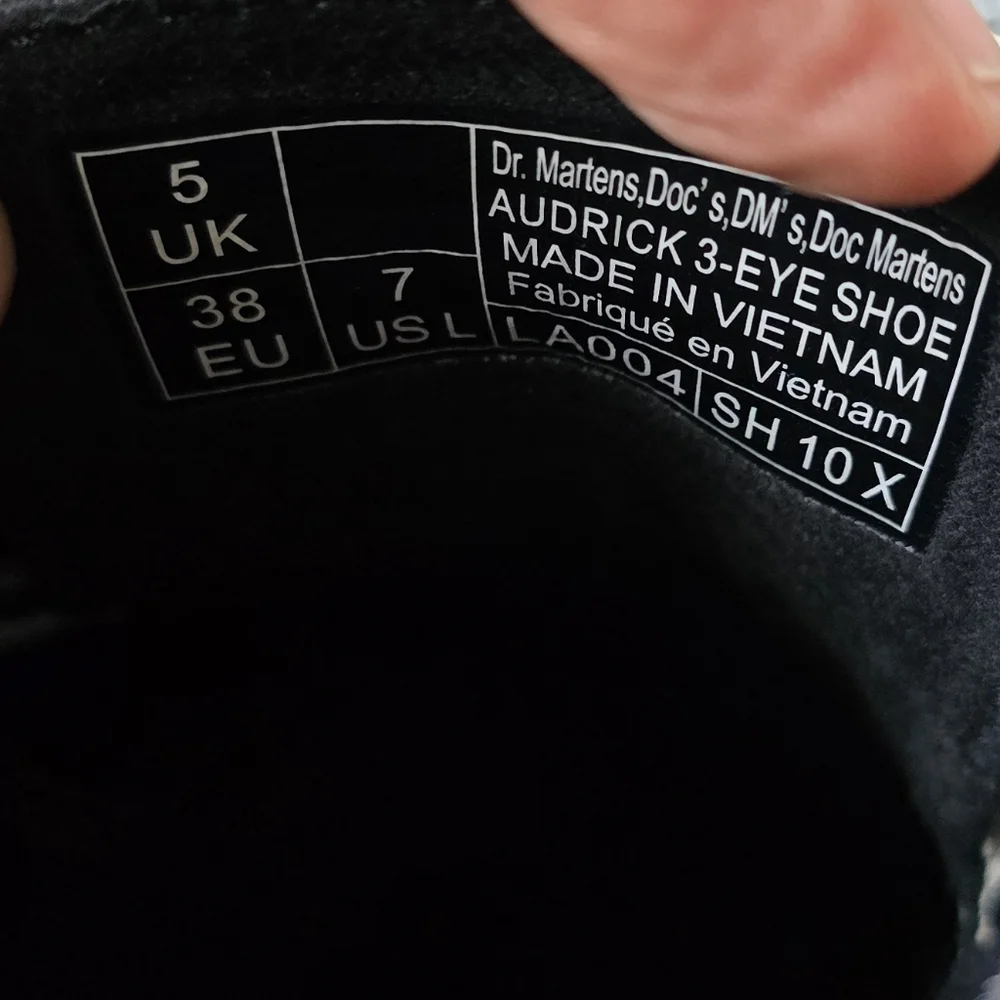 5
UK
38
EU
7
US L
Dr. Martens,Doc's,DM's,Doc Martens
AUDRICK 3-EYE SHOE
MADE IN VIETNAM
Fabriqué en Vietnam
LA004
SH 10 X